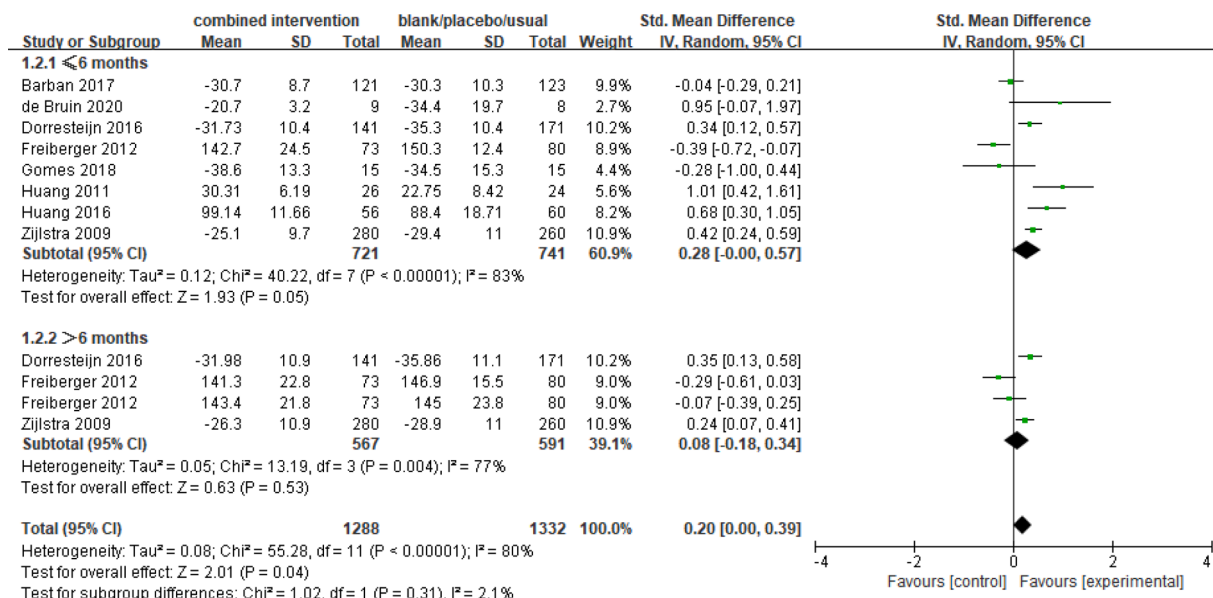 combined intervention blank/placebo/usual Std. Mean Difference Std. Mean Difference
Study or Subgroup Mean SD Total Mean SD Total Weight IV, Random, 95% CI IV, Random, 95% CI
1.2.1 ⩽6 months
Barban 2017 -30.7 8.7 121 -30.3 10.3 123 9.9% -0.04 [-0.29, 0.21]
de Bruin 2020 -20.7 3.2 9 -34.4 19.7 8 2.7% 0.95 [-0.07, 1.97]
Dorresteijn 2016 -31.73 10.4 141 -35.3 10.4 171 10.2% 0.34 [0.12, 0.57]
Freiberger 2012 142.7 24.5 73 150.3 12.4 80 8.9% -0.39 [-0.72, -0.07]
Gomes 2018 -38.6 13.3 15 -34.5 15.3 15 4.4% -0.28 [-1.00, 0.44]
Huang 2011 30.31 6.19 26 22.75 8.42 24 5.6% 1.01 [0.42, 1.61]
Huang 2016 99.14 11.66 56 88.4 18.71 60 8.2% 0.68 [0.30, 1.05]
Zijlstra 2009 -25.1 9.7 280 -29.4 11 260 10.9% 0.42 [0.24, 0.59]
Subtotal (95% CI) 721 741 60.9% 0.28 [-0.00, 0.57]
Heterogeneity: Tau² = 0.12; Chi² = 40.22, df = 7 (P < 0.00001); I² = 83%
Test for overall effect: Z = 1.93 (P = 0.05)
1.2.2 >6 months
Dorresteijn 2016 -31.98 10.9 141 -35.86 11.1 171 10.2% 0.35 [0.13, 0.58]
Freiberger 2012 141.3 22.8 73 146.9 15.5 80 9.0% -0.29 [-0.61, 0.03]
Freiberger 2012 143.4 21.8 73 145 23.8 80 9.0% -0.07 [-0.39, 0.25]
Zijlstra 2009 -26.3 10.9 280 -28.9 11 260 10.9% 0.24 [0.07, 0.41]
Subtotal (95% CI) 567 591 39.1% 0.08 [-0.18, 0.34]
Heterogeneity: Tau² = 0.05; Chi² = 13.19, df = 3 (P = 0.004); I² = 77%
Test for overall effect: Z = 0.63 (P = 0.53)
Total (95% CI) 1288 1332 100.0% 0.20 [0.00, 0.39]
Heterogeneity: Tau² = 0.08; Chi² = 55.28, df = 11 (P < 0.00001); I² = 80%
Test for overall effect: Z = 2.01 (P = 0.04)
Test for subgroup differences: Chi² = 1.02, df = 1 (P = 0.31), I² = 2.1%
-4 -2 0 2 4
Favours [control] Favours [experimental]